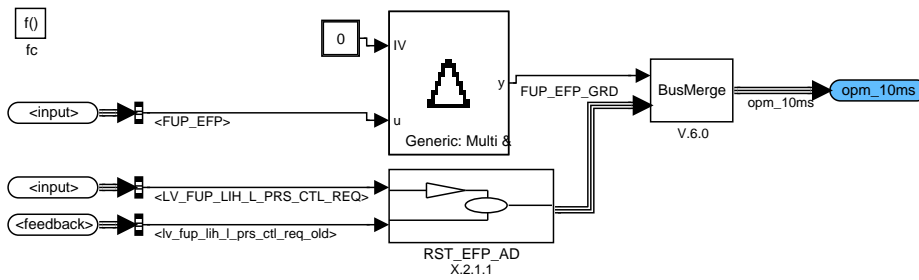 f()
fc
0
IV
y
u
Generic: Multi &
<input>
<FUP_EFP>
FUP_EFP_GRD
BusMerge
V.6.0
opm_10ms
opm_10ms
<input>
<LV_FUP_LIH_L_PRS_CTL_REQ>
<feedback>
<lv_fup_lih_l_prs_ctl_req_old>
RST_EFP_AD
X.2.1.1